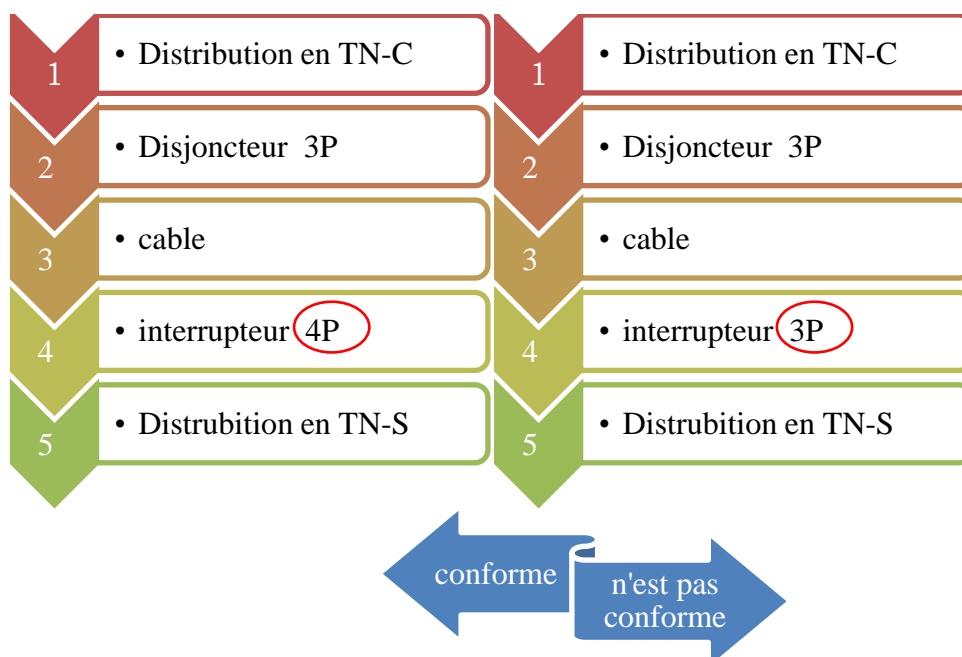 1
• Distribution en TN-C
2
• Disjoncteur 3P
3
• cable
4
• interrupteur 4P
5
• Distrubition en TN-S
1
• Distribution en TN-C
2
• Disjoncteur 3P
3
• cable
4
• interrupteur 3P
5
• Distrubition en TN-S
conforme
n'est pas
conforme